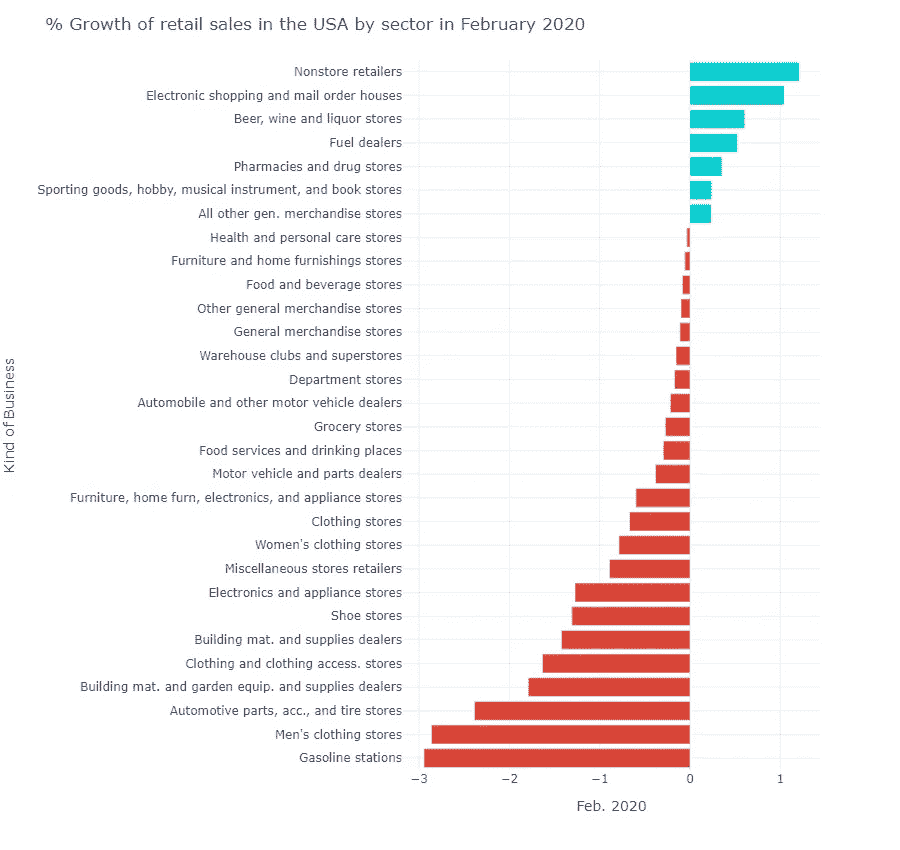 % Growth of retail sales in the USA by sector in February 2020
Nonstore retailers
Electronic shopping and mail order houses
Beer, wine and liquor stores
Fuel dealers
Pharmacies and drug stores
Sporting goods, hobby, musical instrument, and book stores
All other gen. merchandise stores
Health and personal care stores
Furniture and home furnishings stores
Food and beverage stores
Other general merchandise stores
General merchandise stores
Warehouse clubs and superstores
Department stores
Automobile and other motor vehicle dealers
Grocery stores
Food services and drinking places
Motor vehicle and parts dealers
Furniture, home furn, electronics, and appliance stores
Clothing stores
Women's clothing stores
Miscellaneous stores retailers
Electronics and appliance stores
Shoe stores
Building mat. and supplies dealers
Clothing and clothing access. stores
Building mat. and garden equip. and supplies dealers
Automotive parts, acc., and tire stores
Men's clothing stores
Gasoline stations
Kind of Business
−3 −2 −1 0 1
Feb. 2020